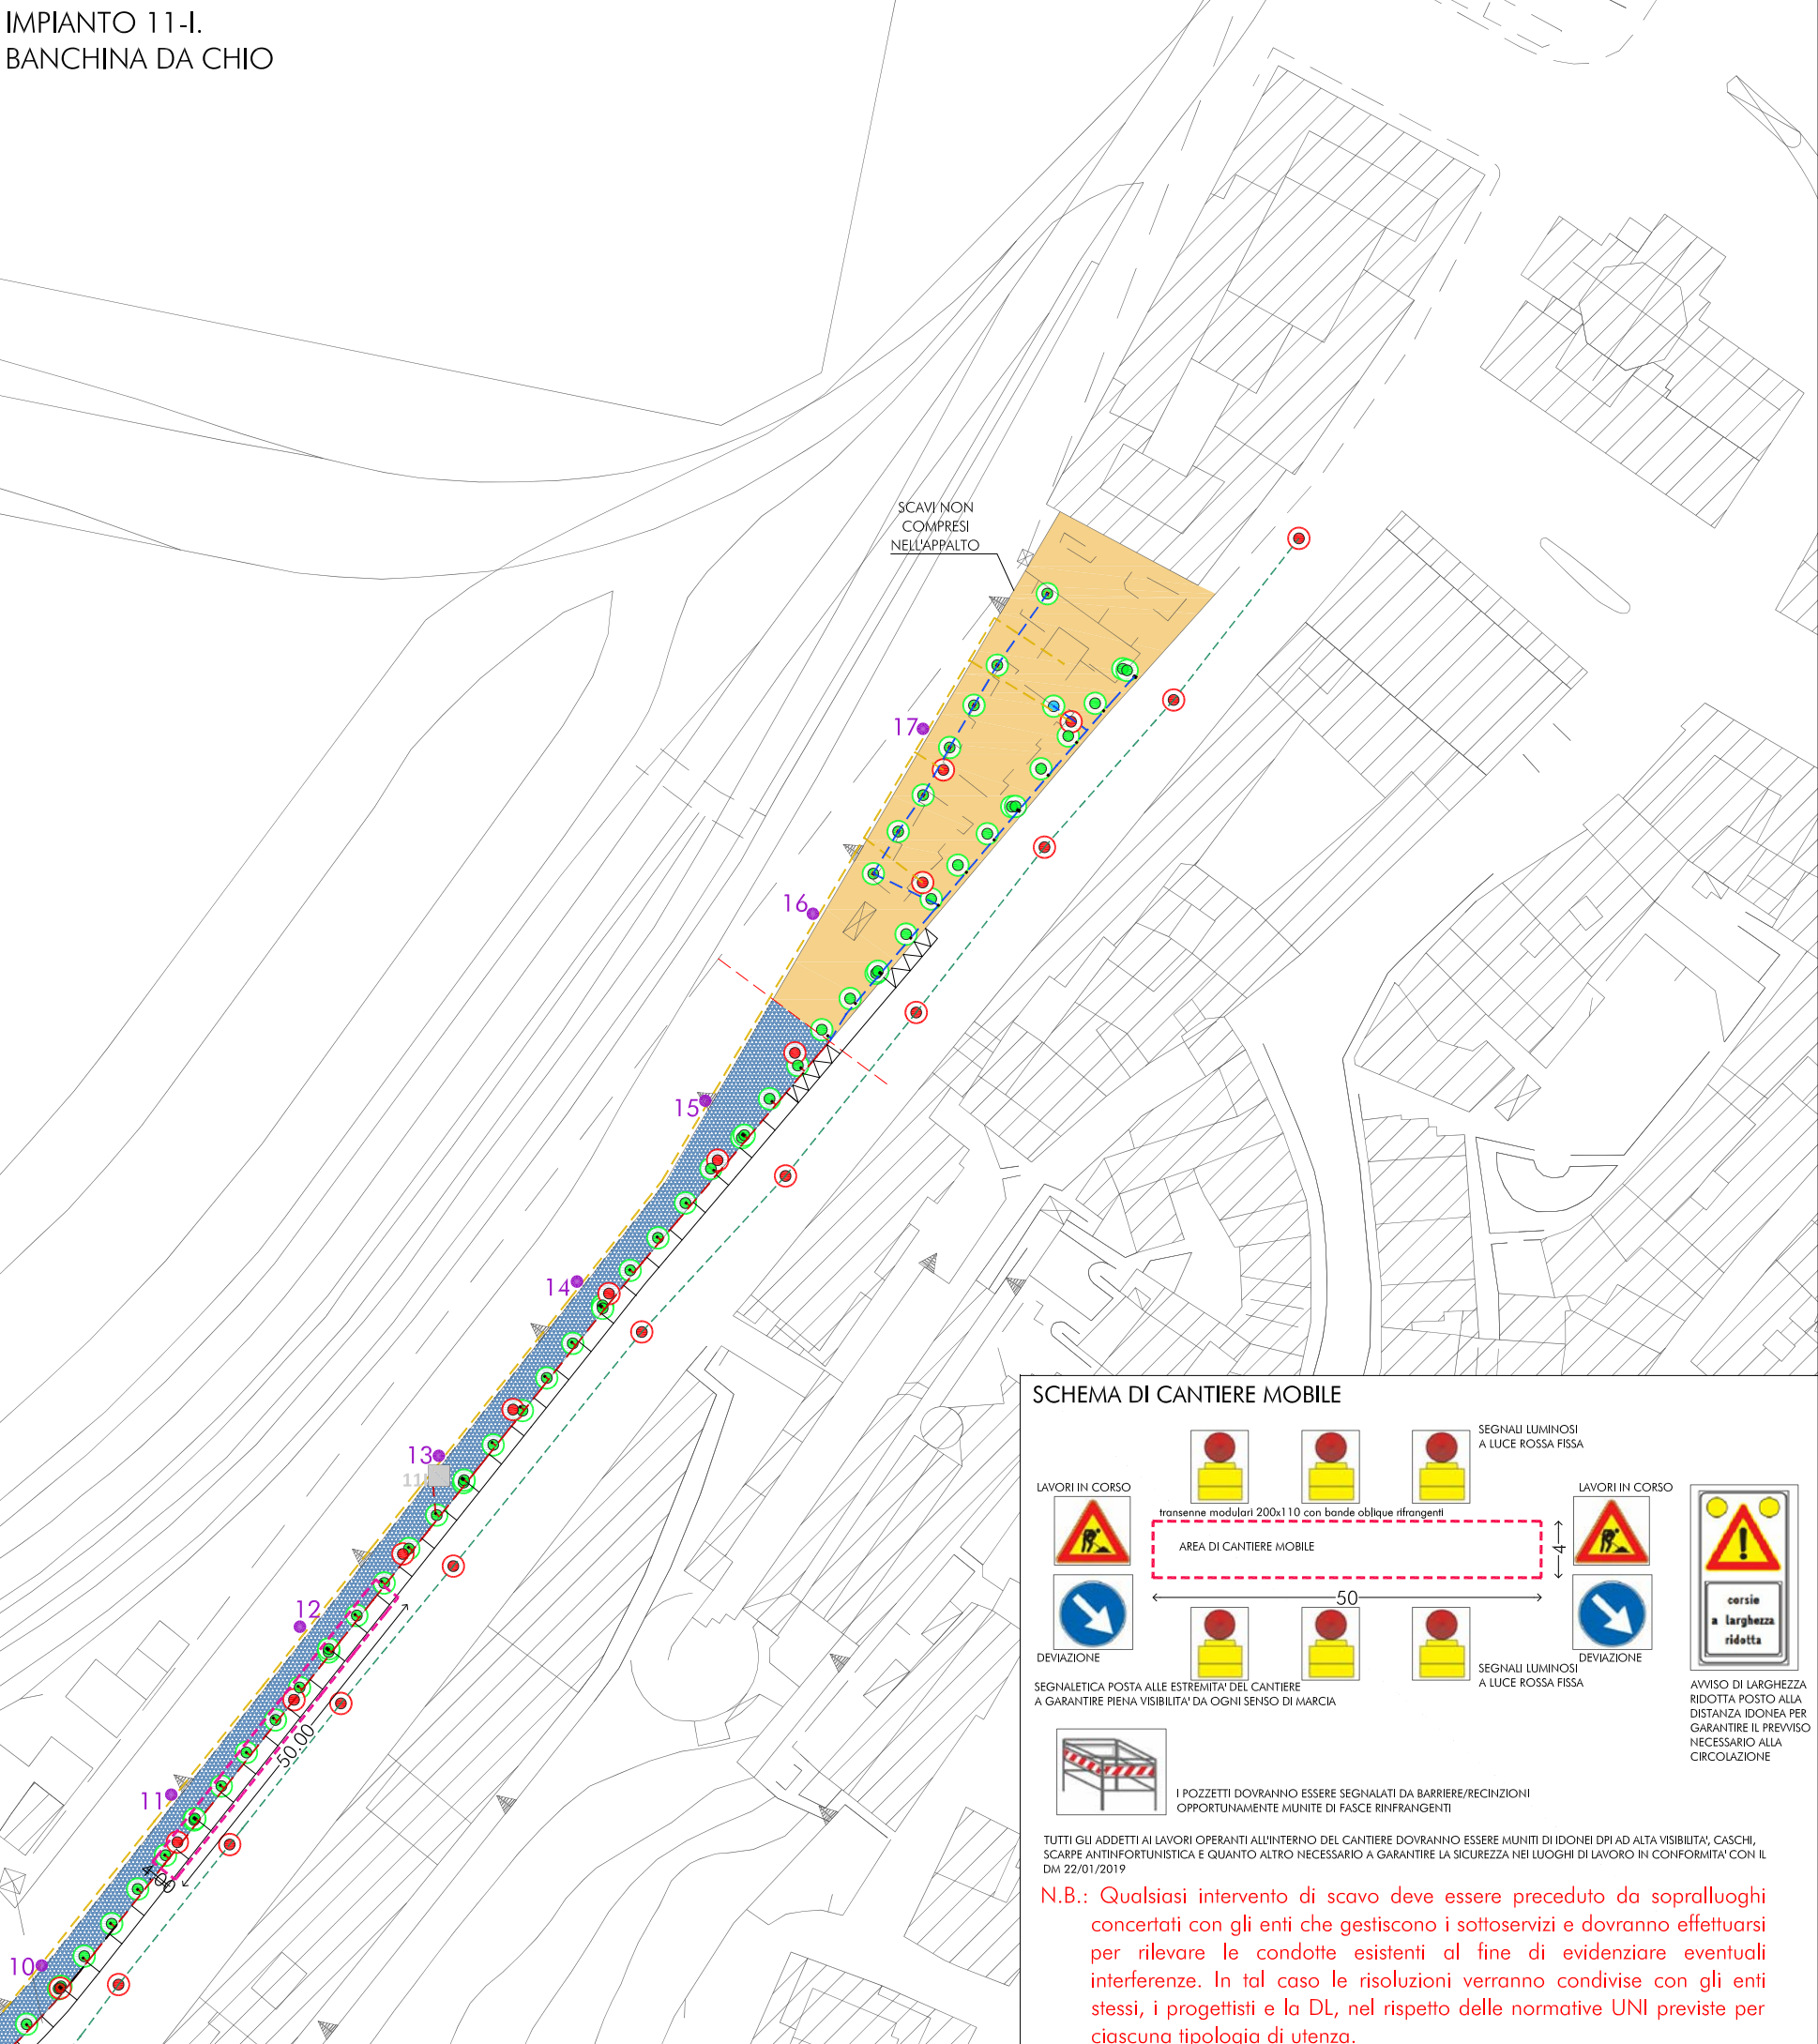 IMPIANTO 11-I.
BANCHINA DA CHIO
SCAVI NON
COMPRESI
NELL'APPALTO
17
16
15
14
13
11
12
50.00
11
4.00
10
SCHEMA DI CANTIERE MOBILE
SEGNALI LUMINOSI
A LUCE ROSSA FISSA
LAVORI IN CORSO
LAVORI IN CORSO
transenne modulari 200x110 con bande oblique rifrangenti
AREA DI CANTIERE MOBILE
4
50
corsie
a larghezza
ridotta
DEVIAZIONE
DEVIAZIONE
SEGNALI LUMINOSI
A LUCE ROSSA FISSA
SEGNALETICA POSTA ALLE ESTREMITA' DEL CANTIERE
A GARANTIRE PIENA VISIBILITA' DA OGNI SENSO DI MARCIA
AVVISO DI LARGHEZZA
RIDOTTA POSTO ALLA
DISTANZA IDONEA PER
GARANTIRE IL PREVVISO
NECESSARIO ALLA
CIRCOLAZIONE
I POZZETTI DOVRANNO ESSERE SEGNALATI DA BARRIERE/RECINZIONI
OPPORTUNAMENTE MUNITE DI FASCE RINFRANGENTI
TUTTI GLI ADDETTI AI LAVORI OPERANTI ALL'INTERNO DEL CANTIERE DOVRANNO ESSERE MUNITI DI IDONEI DPI AD ALTA VISIBILITA', CASCHI,
SCARPE ANTINFORTUNISTICA E QUANTO ALTRO NECESSARIO A GARANTIRE LA SICUREZZA NEI LUOGHI DI LAVORO IN CONFORMITA' CON IL
DM 22/01/2019
N.B.: Qualsiasi intervento di scavo deve essere preceduto da sopralluoghi
concertati con gli enti che gestiscono i sottoservizi e dovranno effettuarsi
per rilevare le condotte esistenti al fine di evidenziare eventuali
interferenze. In tal caso le risoluzioni verranno condivise con gli enti
stessi, i progettisti e la DL, nel rispetto delle normative UNI previste per
ciascuna tipologia di utenza.